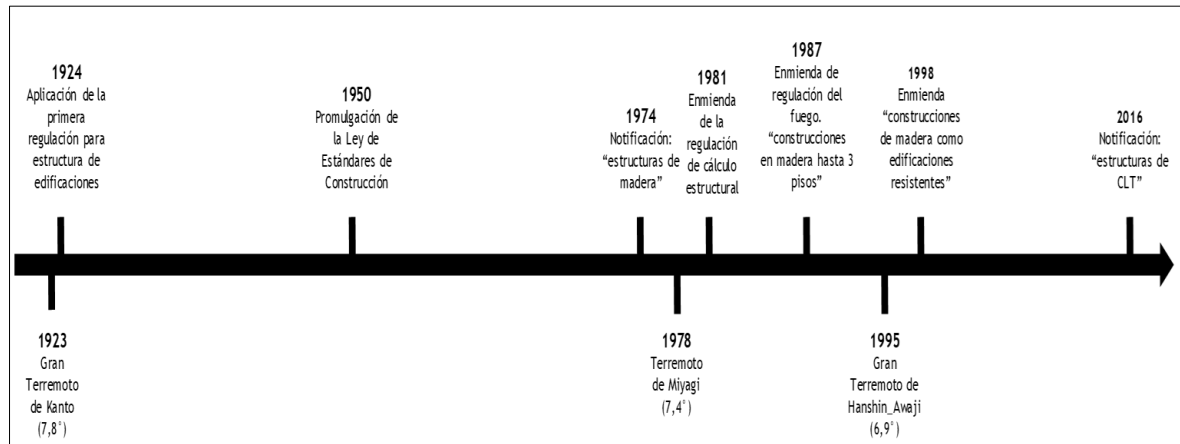 1924
Aplicación de la
primera
regulación para
estructura de
edificaciones
1950
Promulgación de
la Ley de
Estándares de
Construcción
1974
Notificación:
“estructuras de
madera”
1981
Enmienda
de la
regulación
de cálculo
estructural
1987
Enmienda de
regulación del
fuego.
“construcciones
en madera hasta 3
pisos”
1998
Enmienda
“construcciones
de madera como
edificaciones
resistentes”
2016
Notificación:
“estructuras de
CLT”
1923
Gran
Terremoto
de Kanto
(7,8°)
1978
Terremoto
de Miyagi
(7,4°)
1995
Gran
Terremoto de
Hanshin_Awaji
(6,9°)